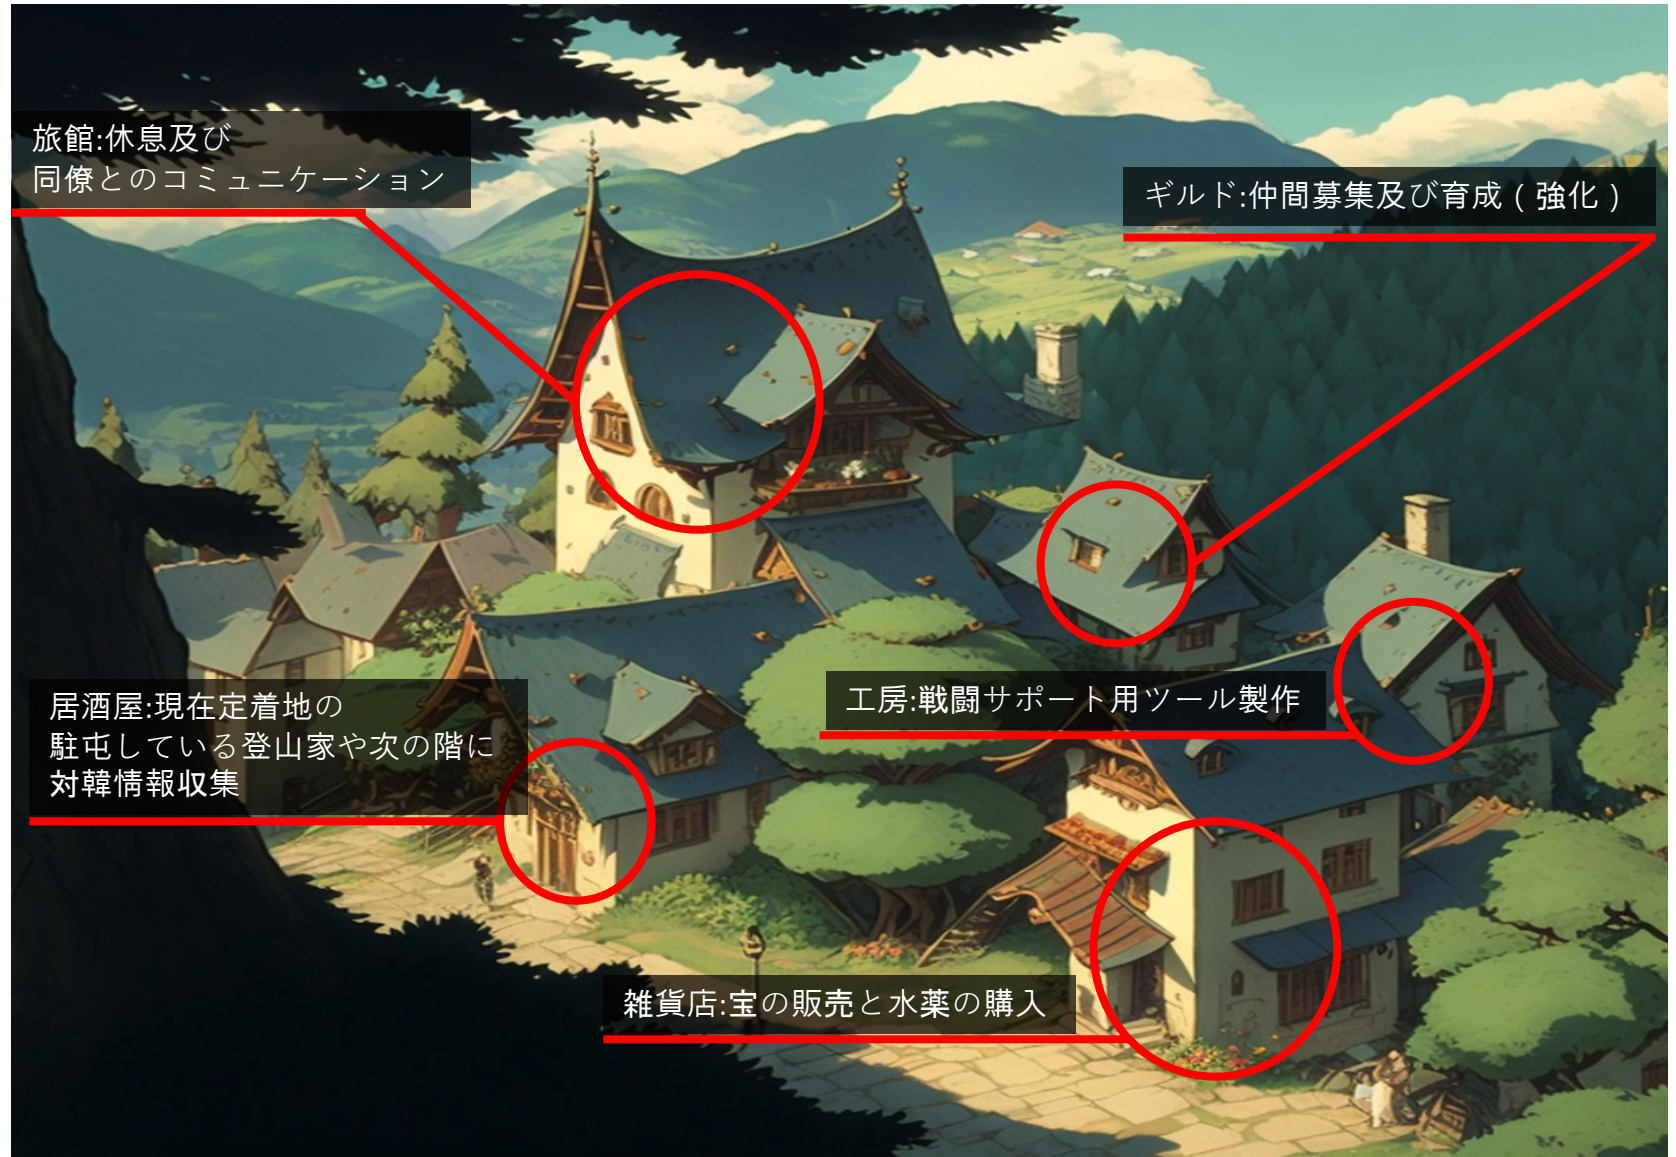 旅館:休息及び
同僚とのコミュニケーション
ギルド:仲間募集及び育成(強化)
居酒屋:現在定着地の
駐屯している登山家や次の階に
対韓情報収集
工房:戦闘サポート用ツール製作
雑貨店:宝の販売と水薬の購入